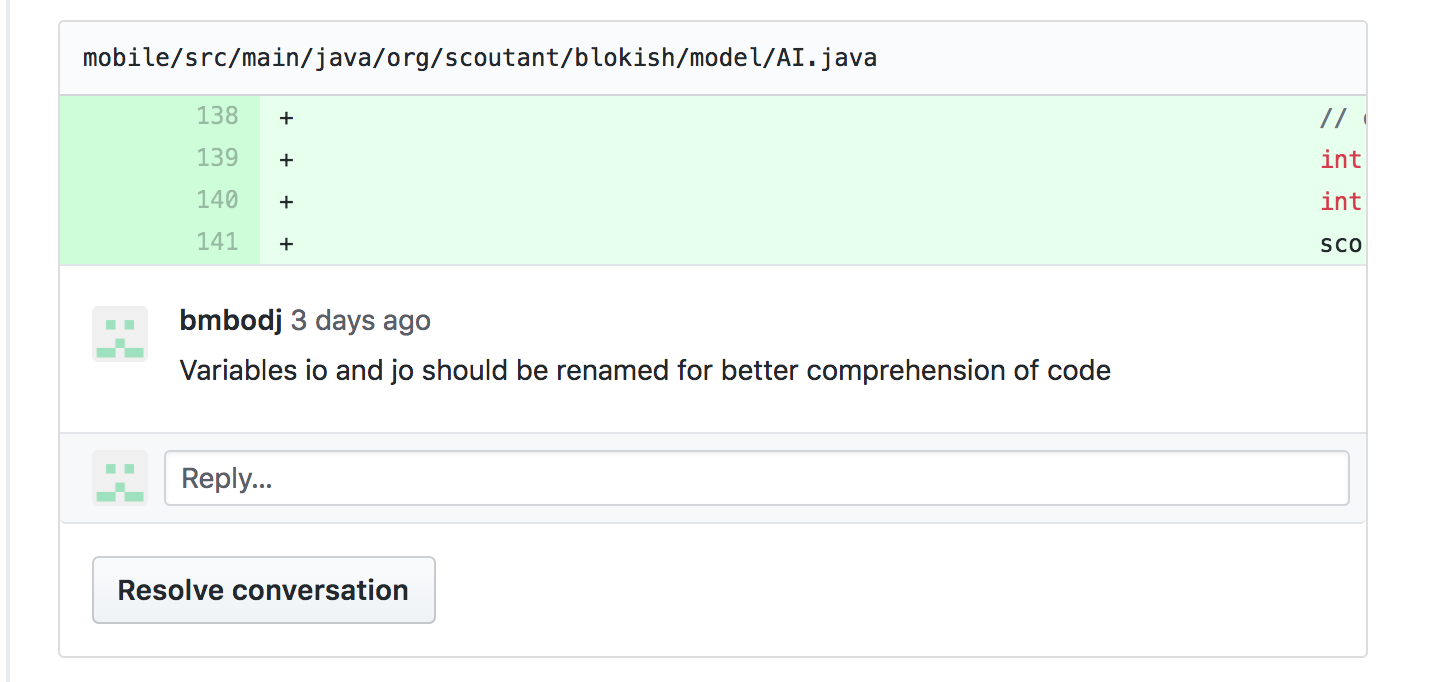 mobile/src/main/java/org/scoutant/blokish/model/AI.java
138 + //
139 + int
140 + int
141 + sco
bmbodj 3 days ago
Variables io and jo should be renamed for better comprehension of code
Reply...
Resolve conversation